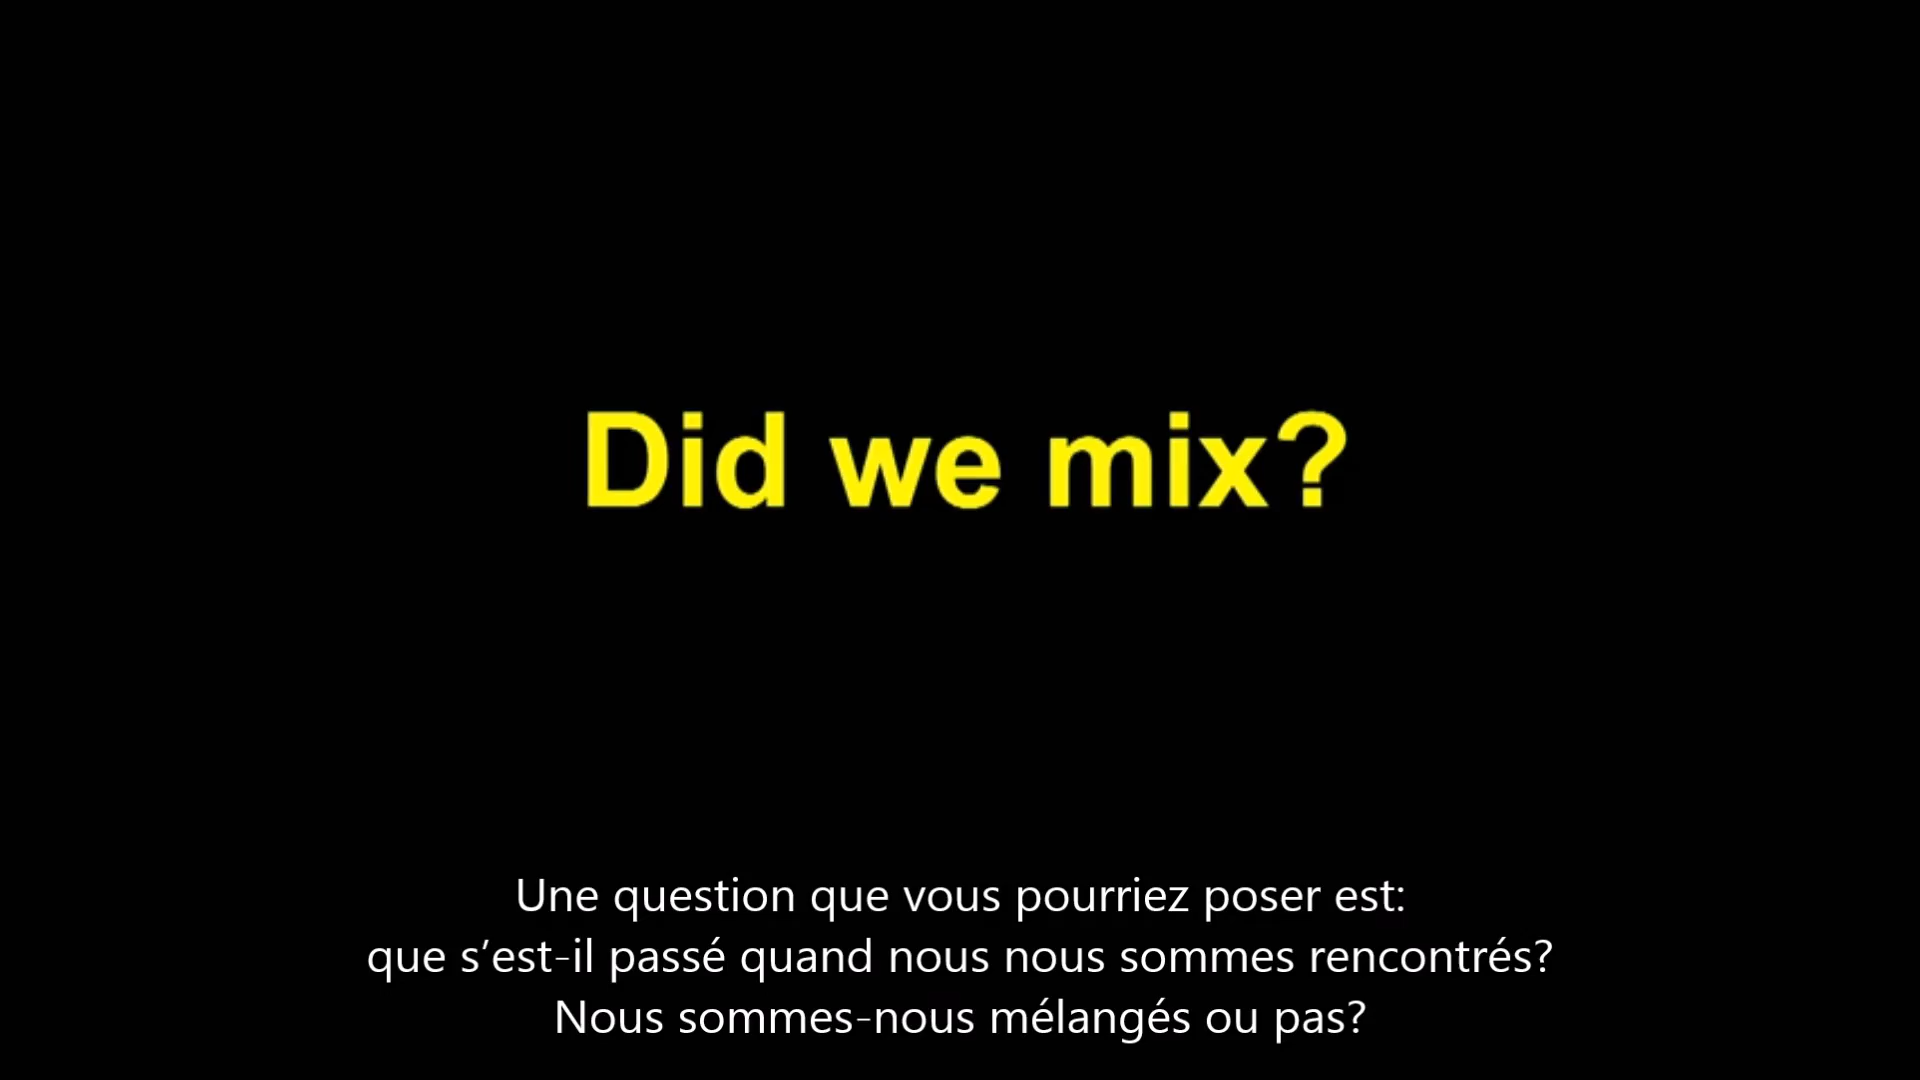 Did we mix?
Une question que vous pourriez poser est:
que s’est-il passé quand nous nous sommes rencontrés?
Nous sommes-nous mélangés ou pas?